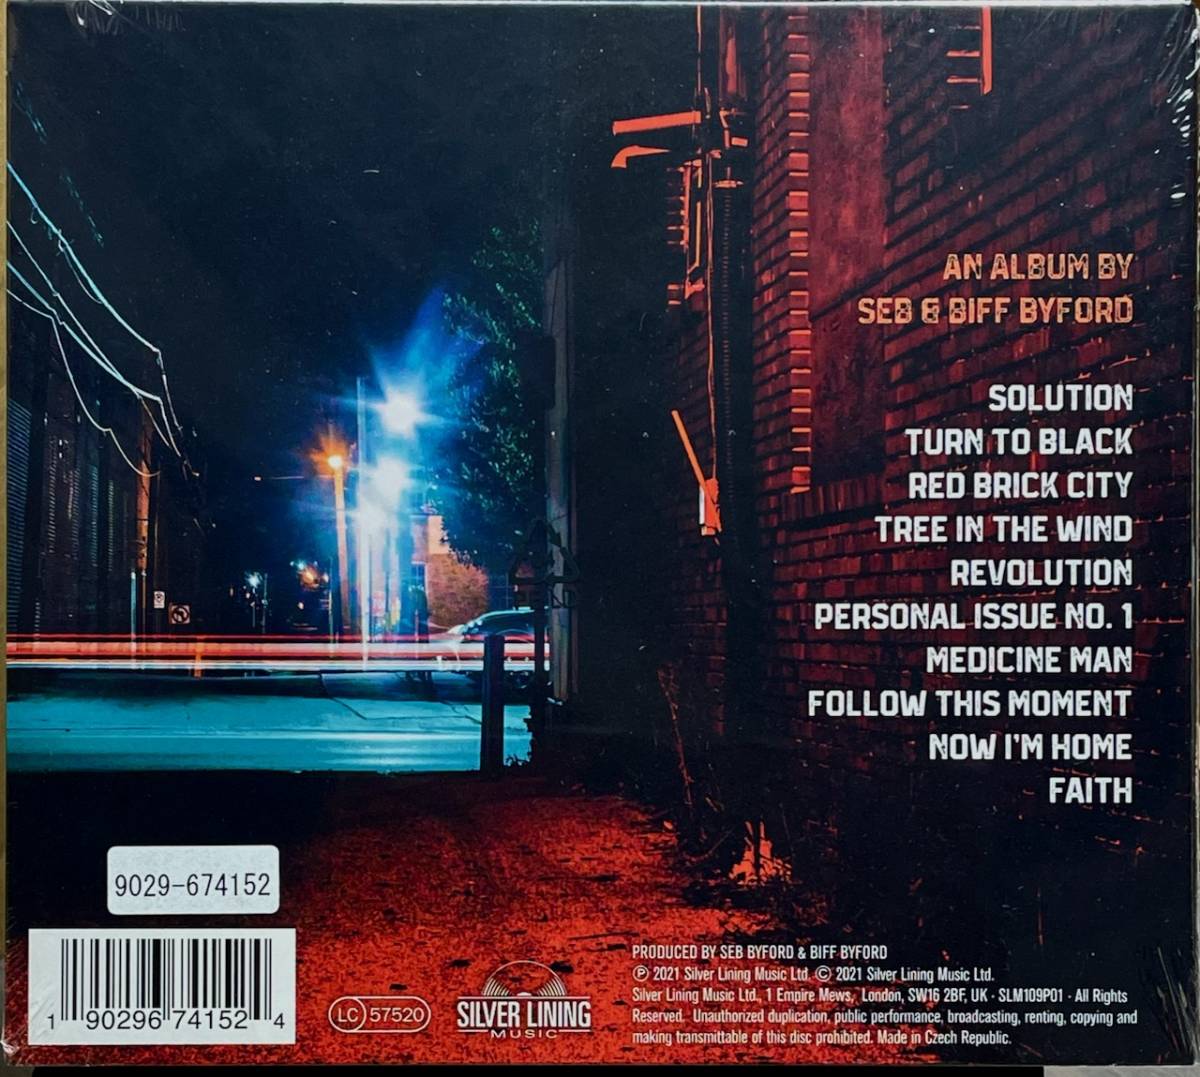 AN ALBUM BY
SEB & BIFF BYFORD
SOLUTION
TURN TO BLACK
RED BRICK CITY
TREE IN THE WIND
REVOLUTION
PERSONAL ISSUE NO. 1
MEDICINE MAN
FOLLOW THIS MOMENT
NOW I'M HOME
FAITH
9029-674152
1 90296 74152 4
LC 57520
SILVER LINING
MUSIC
PRODUCED BY SEB BYFORD & BIFF BYFORD
℗ 2021 Silver Lining Music Ltd. © 2021 Silver Lining Music Ltd.
Silver Lining Music Ltd., 1 Empire Mews, London, SW16 2BF, UK · SLM109P01 · All Rights
Reserved. Unauthorized duplication, public performance, broadcasting, renting, copying and
making transmittable of this disc prohibited. Made in Czech Republic.